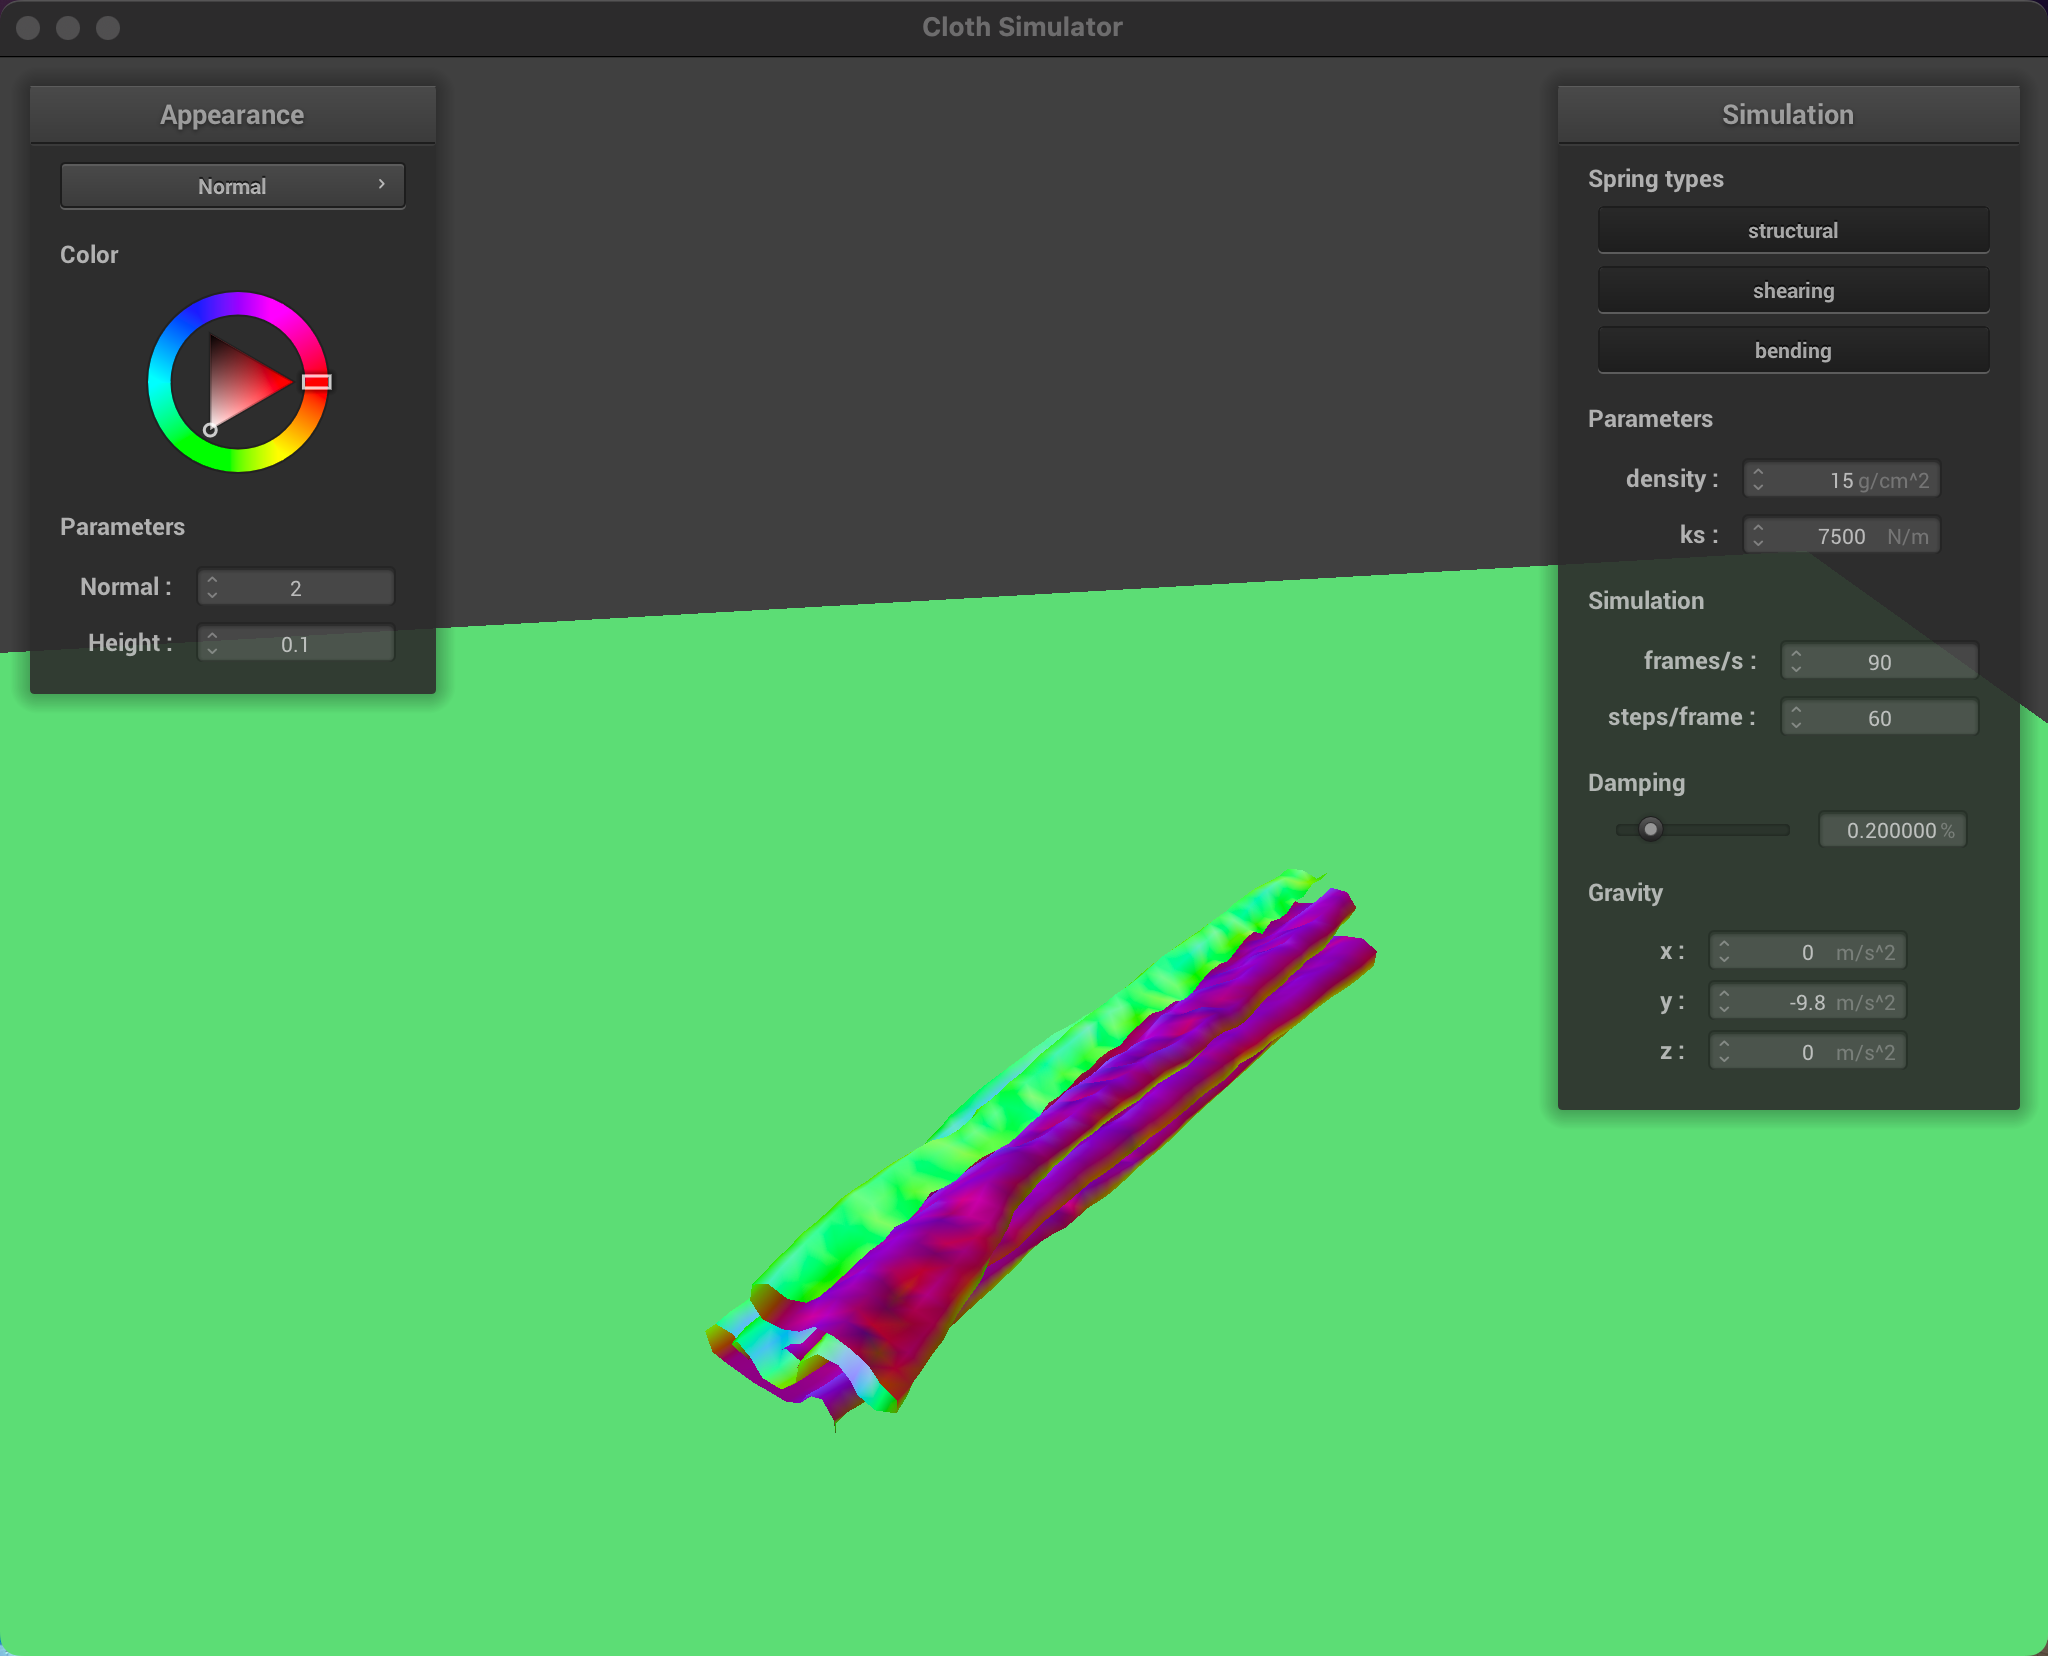 Cloth Simulator
Appearance
Normal
Color
Parameters
Normal : 2
Height : 0.1
Simulation
Spring types
structural
shearing
bending
Parameters
density : 15 g/cm^2
ks : 7500 N/m
Simulation
frames/s : 90
steps/frame : 60
Damping
0.200000 %
Gravity
x : 0 m/s^2
y : -9.8 m/s^2
z : 0 m/s^2